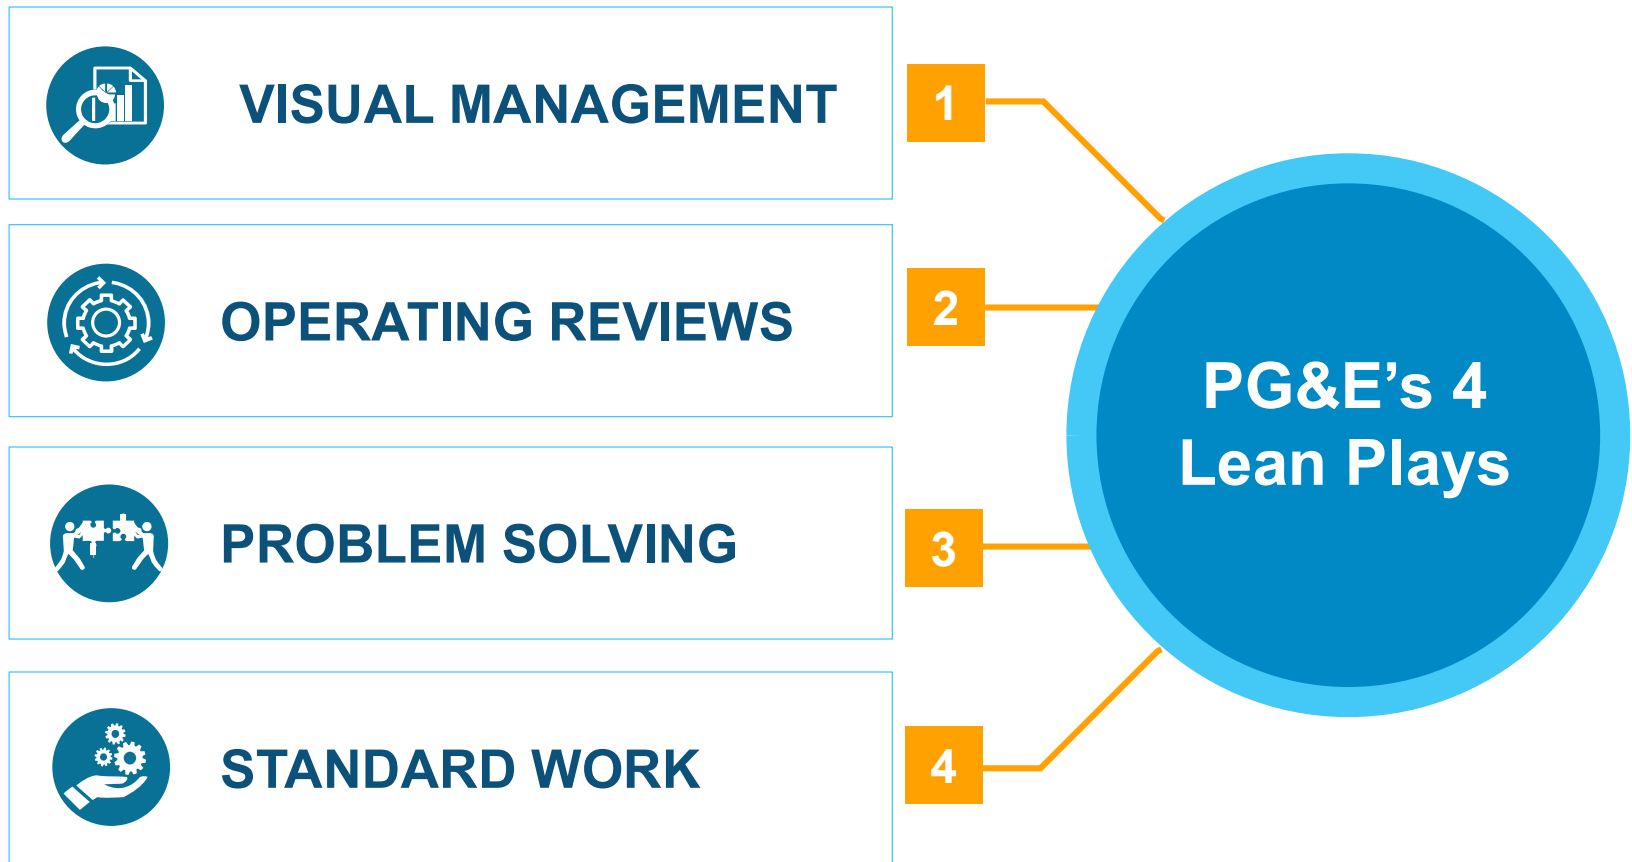 VISUAL MANAGEMENT
1
OPERATING REVIEWS
2
PROBLEM SOLVING
3
STANDARD WORK
4
PG&E’s 4
Lean Plays